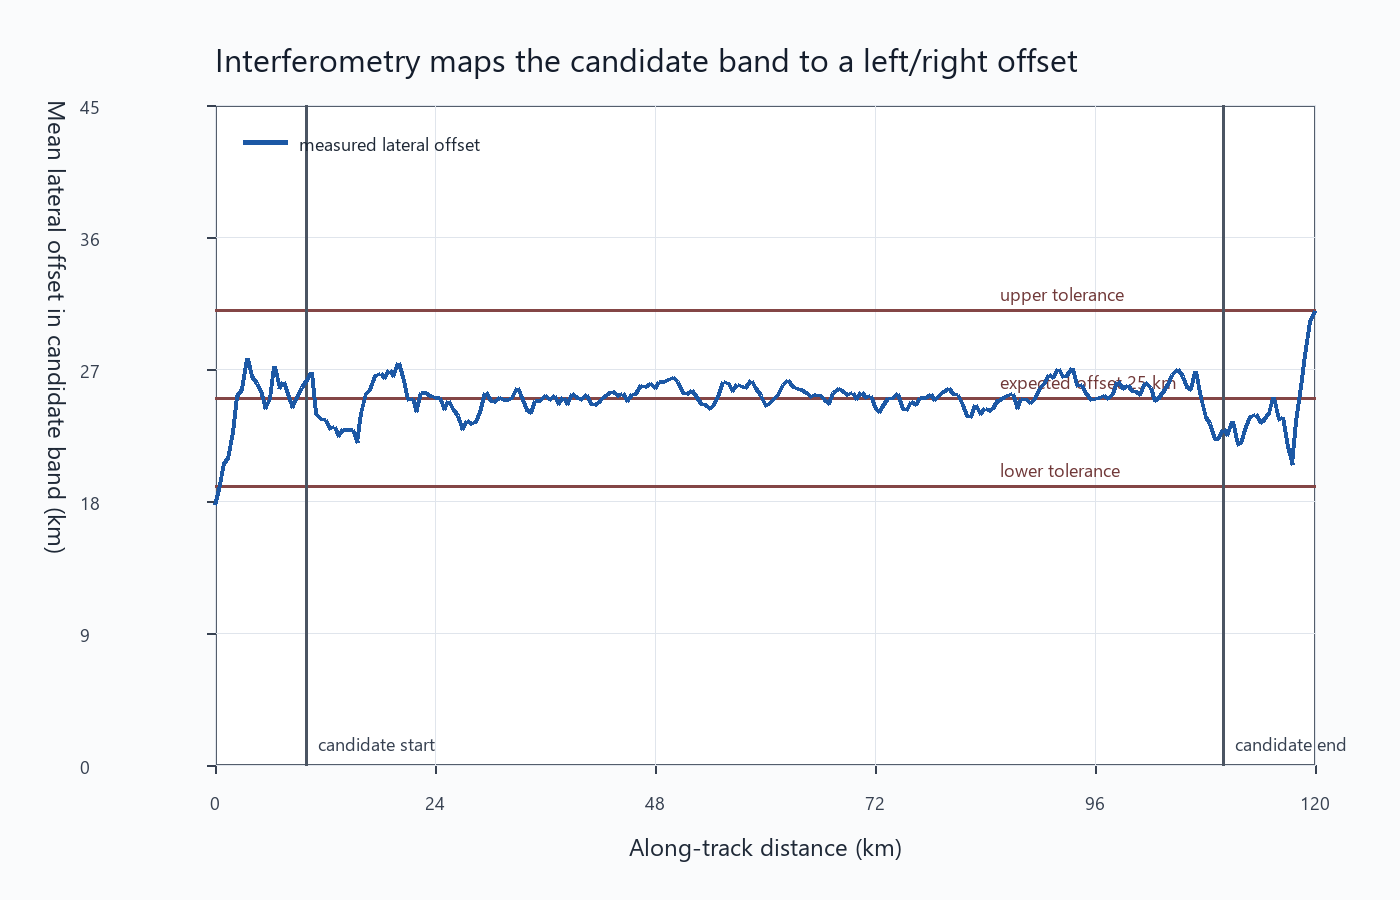 Interferometry maps the candidate band to a left/right offset
Mean lateral offset in candidate band (km)
45
36
27
18
9
0
measured lateral offset
upper tolerance
expected offset 25 km
lower tolerance
candidate start
candidate end
0
24
48
72
96
120
Along-track distance (km)